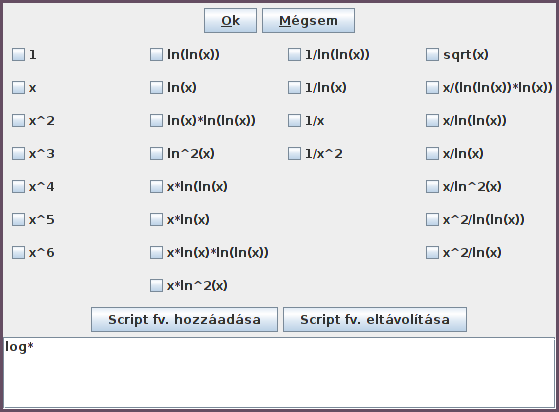 Ok Mégsem
1 ln(ln(x)) 1/ln(ln(x)) sqrt(x)
x ln(x) 1/ln(x) x/(ln(ln(x))*ln(x))
x^2 ln(x)*ln(ln(x)) 1/x x/ln(ln(x))
x^3 ln^2(x) 1/x^2 x/ln(x)
x^4 x*ln(ln(x) x/ln^2(x)
x^5 x*ln(x) x^2/ln(ln(x))
x^6 x*ln(x)*ln(ln(x)) x^2/ln(x)
x*ln^2(x)
Script fv. hozzáadása Script fv. eltávolítása
log*